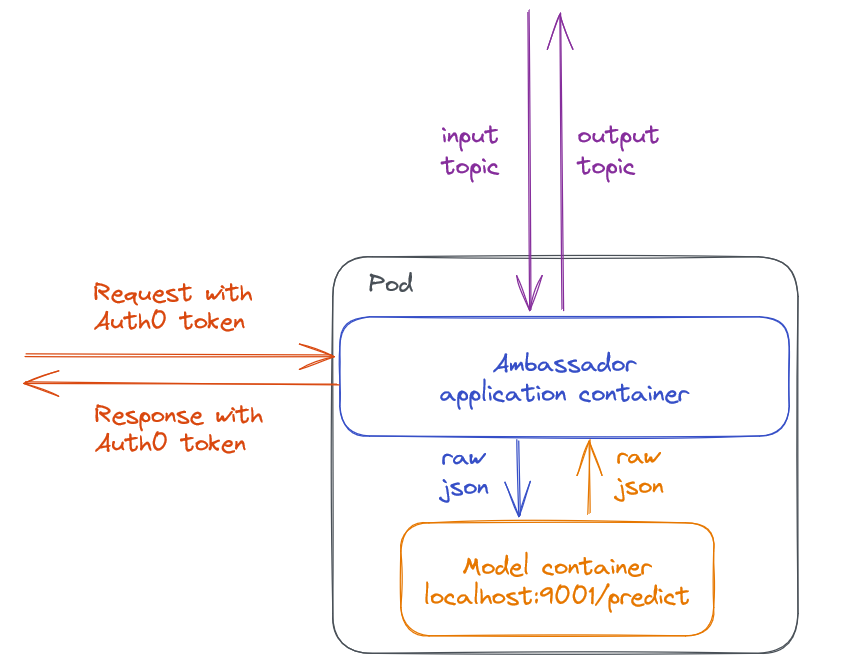 input
topic
output
topic
Pod
Request with
Auth0 token
Ambassador
application container
Response with
Auth0 token
raw
json
raw
json
Model container
localhost:9001/predict